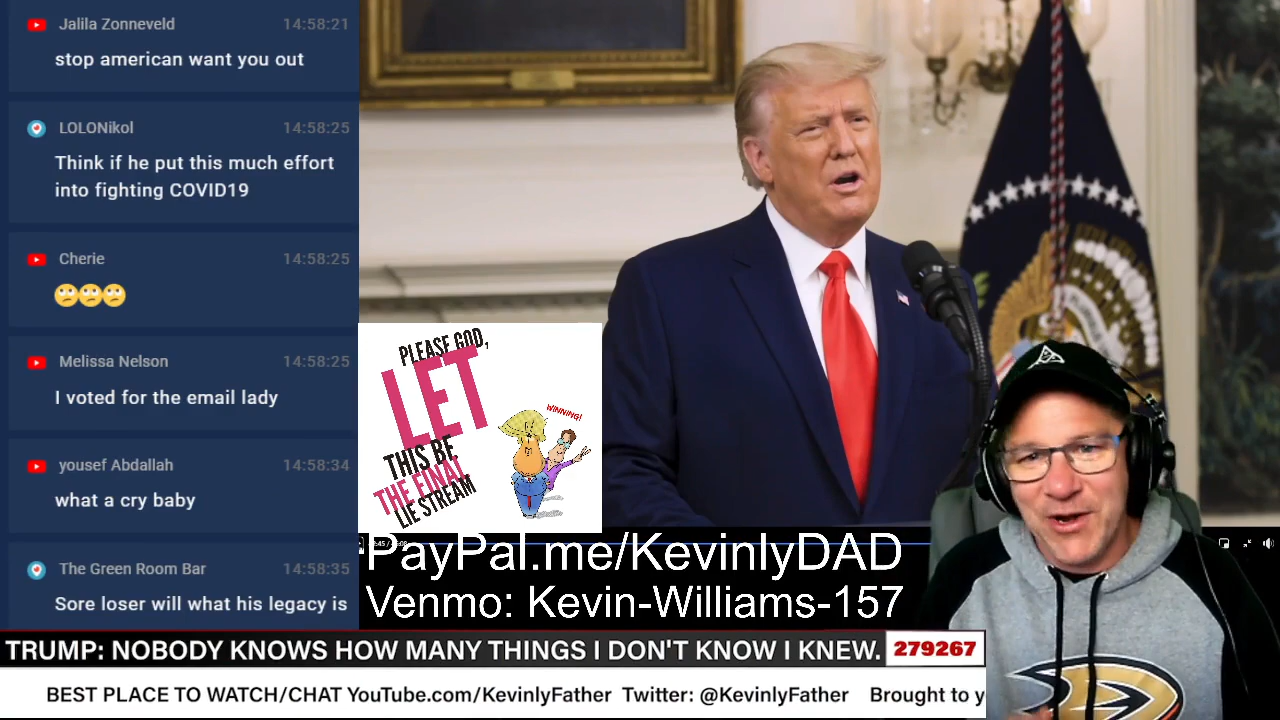 Jalila Zonneveld 14:58:21
stop american want you out
LOLONikol 14:58:25
Think if he put this much effort
into fighting COVID19
Cherie 14:58:25
Melissa Nelson 14:58:25
I voted for the email lady
yousef Abdallah 14:58:34
what a cry baby
The Green Room Bar 14:58:35
Sore loser will what his legacy is
PLEASE GOD,
LET
THIS BE
THE FINAL
LIE STREAM
WINNING!
PayPal.me/KevinlyDAD
Venmo: Kevin-Williams-157
TRUMP: NOBODY KNOWS HOW MANY THINGS I DON'T KNOW I KNEW. 279267
BEST PLACE TO WATCH/CHAT YouTube.com/KevinlyFather Twitter: @KevinlyFather Brought to y